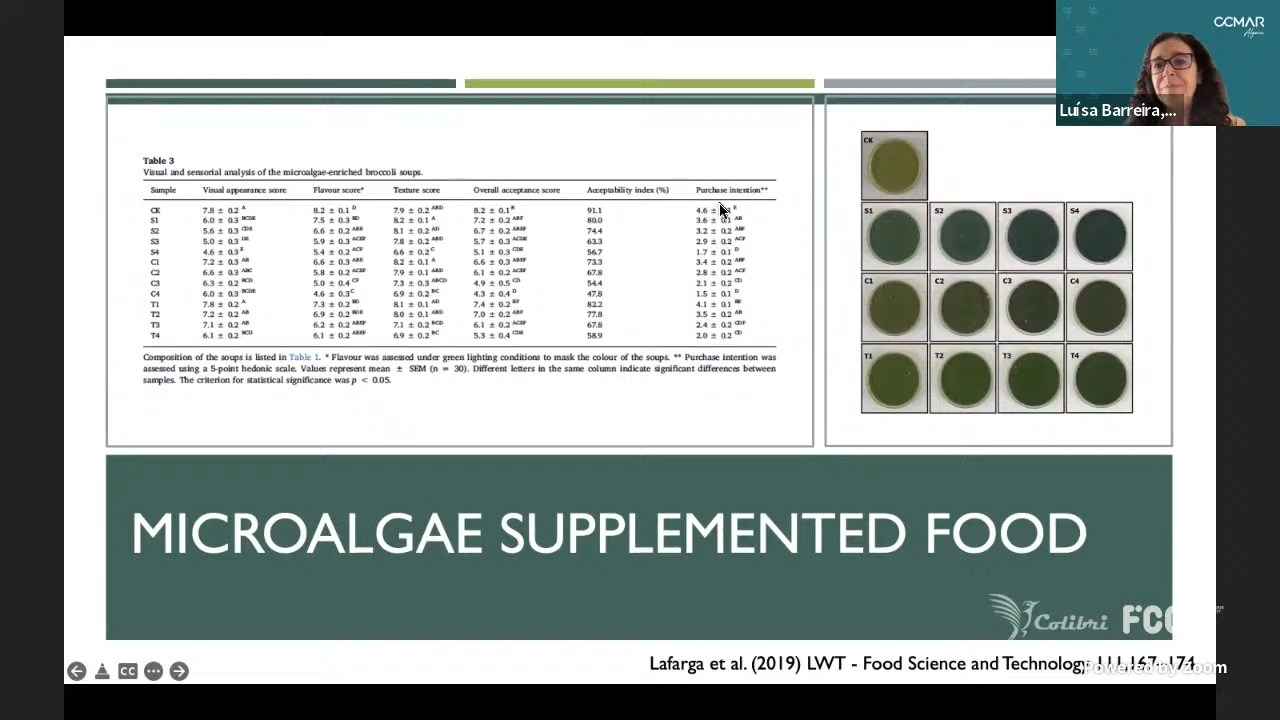 CCMAR
Algarve
Luísa Barreira,...
Table 3
Visual and sensorial analysis of the microalgae-enriched broccoli soups.
Sample Visual appearance score Flavour score* Texture score Overall acceptance score Acceptability index (%) Purchase intention**
CK 7.8 ± 0.2 A 8.2 ± 0.1 D 7.9 ± 0.2 ABD 8.2 ± 0.1 E 91.1 4.6 ± 0.1 E
S1 6.0 ± 0.3 BCDE 7.5 ± 0.3 BD 8.2 ± 0.1 A 7.2 ± 0.2 ABF 80.0 3.6 ± 0.1 AB
S2 5.6 ± 0.3 CDE 6.6 ± 0.2 ABE 8.1 ± 0.2 AD 6.7 ± 0.2 ABEF 74.4 3.2 ± 0.2 ABF
S3 5.0 ± 0.3 DE 5.9 ± 0.3 ACEF 7.8 ± 0.2 ABD 5.7 ± 0.3 ACDE 63.3 2.9 ± 0.2 ACF
S4 4.6 ± 0.3 E 5.4 ± 0.2 ACF 6.6 ± 0.2 C 5.1 ± 0.3 CDE 56.7 1.7 ± 0.1 D
C1 7.2 ± 0.3 AB 6.6 ± 0.3 ABE 8.2 ± 0.1 A 6.6 ± 0.3 ABEF 73.3 3.4 ± 0.2 ABF
C2 6.6 ± 0.3 ABC 5.8 ± 0.2 ACEF 7.9 ± 0.1 ABD 6.1 ± 0.2 ACEF 67.8 2.8 ± 0.2 ACF
C3 6.3 ± 0.2 BCD 5.0 ± 0.4 CF 7.3 ± 0.3 ABCD 4.9 ± 0.5 CD 54.4 2.1 ± 0.2 CD
C4 6.0 ± 0.3 BCDE 4.6 ± 0.3 C 6.9 ± 0.2 BC 4.3 ± 0.4 D 47.8 1.5 ± 0.1 D
T1 7.8 ± 0.2 A 7.3 ± 0.2 BD 8.1 ± 0.1 AD 7.4 ± 0.2 BF 82.2 4.1 ± 0.1 BE
T2 7.2 ± 0.2 AB 6.9 ± 0.2 BDE 8.0 ± 0.1 ABD 7.0 ± 0.2 ABF 77.8 3.5 ± 0.2 AB
T3 7.1 ± 0.2 AB 6.2 ± 0.2 ABEF 7.1 ± 0.2 BCD 6.1 ± 0.2 ACEF 67.8 2.4 ± 0.2 CDF
T4 6.1 ± 0.2 BCD 6.1 ± 0.2 ABEF 6.9 ± 0.2 BC 5.3 ± 0.4 CDE 58.9 2.0 ± 0.2 CD
Composition of the soups is listed in Table 1. * Flavour was assessed under green lighting conditions to mask the colour of the soups. ** Purchase intention was
assessed using a 5-point hedonic scale. Values represent mean ± SEM (n = 30). Different letters in the same column indicate significant differences between
samples. The criterion for statistical significance was p < 0.05.
CK
S1 S2 S3 S4
C1 C2 C3 C4
T1 T2 T3 T4
MICROALGAE SUPPLEMENTED FOOD
Colibri FCC
CC
Lafarga et al. (2019) LWT - Food Science and Technology 111, 167–174
Powered by Zoom